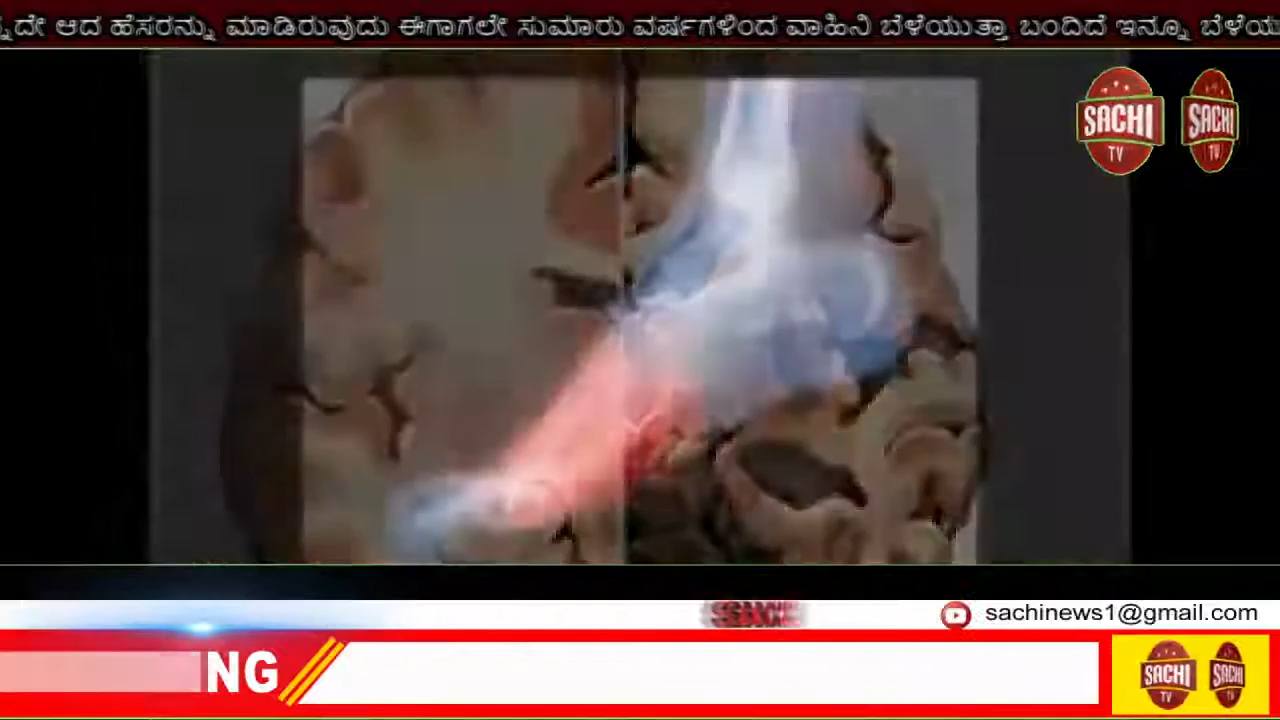 ಆದ ಹೆಸರನ್ನು ಮಾಡಿರುವುದು ಈಗಾಗಲೇ ಸುಮಾರು ವರ್ಷಗಳಿಂದ ವಾಹಿನಿ ಬೆಳೆಯುತ್ತಾ ಬಂದಿದೆ ಇನ್ನೂ
SACHI SACHI
TV TV
sachinews1@gmail.com
NG
SACHI SACHI
TV TV